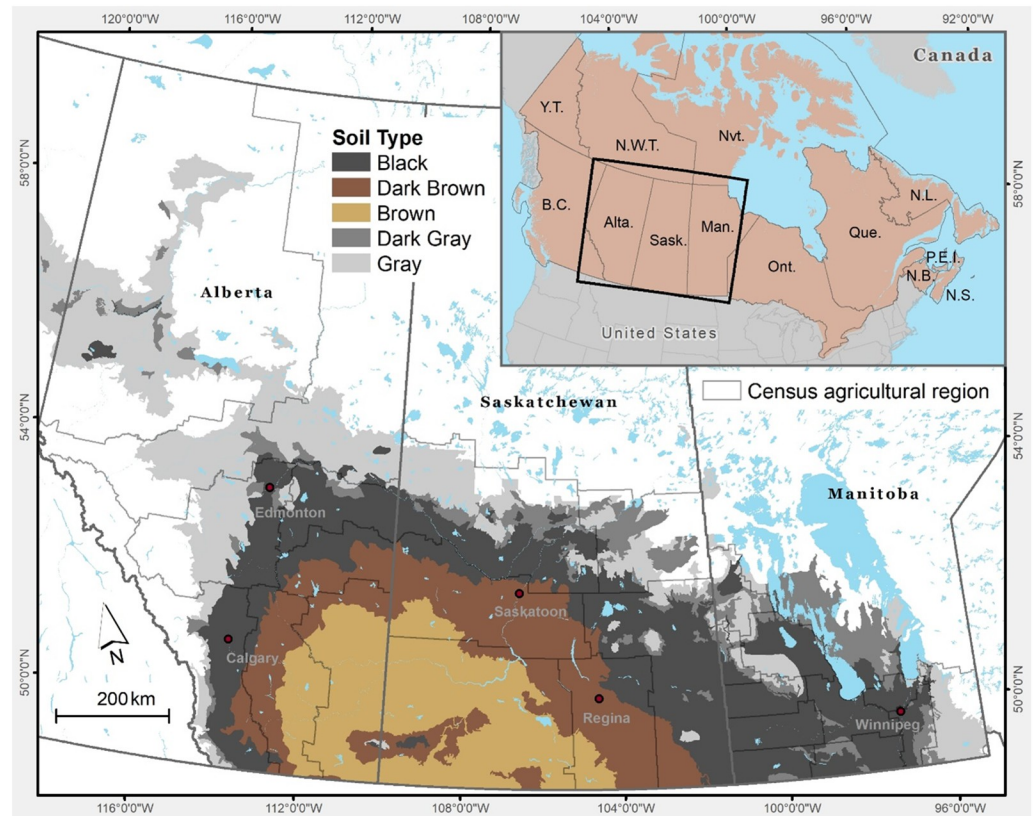 120°0'0"W 116°0'0"W 112°0'0"W 108°0'0"W 104°0'0"W 100°0'0"W 96°0'0"W 92°0'0"W
Canada
Y.T.
N.W.T.
Nvt.
B.C.
Alta.
Sask.
Man.
Ont.
Que.
N.L.
P.E.I.
N.B.
N.S.
United States
Soil Type
Black
Dark Brown
Brown
Dark Gray
Gray
58°0'0"N
58°0'0"N
Alberta
Census agricultural region
Saskatchewan
54°0'0"N
54°0'0"N
Manitoba
Edmonton
Saskatoon
Calgary
N
50°0'0"N
50°0'0"N
200 km
Regina
Winnipeg
116°0'0"W 112°0'0"W 108°0'0"W 104°0'0"W 100°0'0"W 96°0'0"W